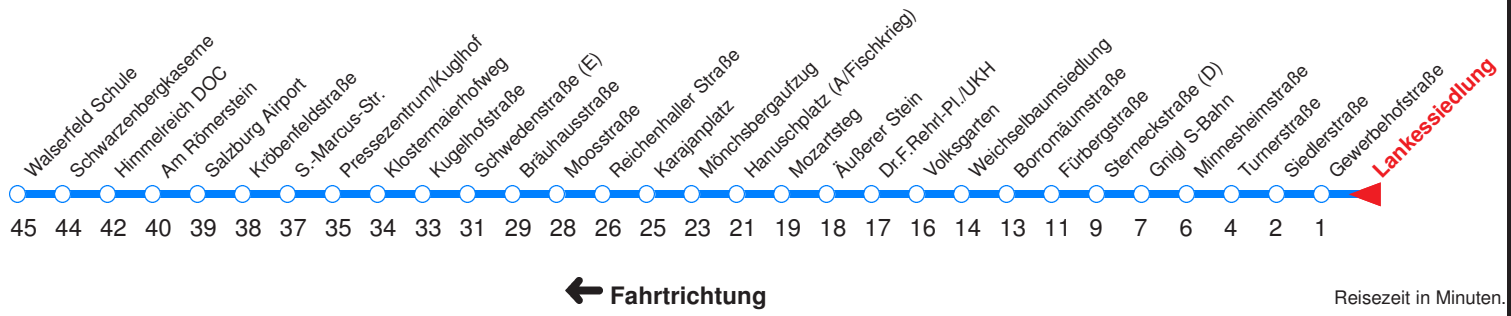 Walserfeld Schule
Schwarzenbergkaserne
Himmelreich DOC
Am Römerstein
Salzburg Airport
Kröbenfeldstraße
S.-Marcus-Str.
Pressezentrum/Kuglhof
Klostermaierhofweg
Kugelhofstraße
Schwedenstraße (E)
Bräuhausstraße
Moosstraße
Reichenhaller Straße
Karajanplatz
Mönchsbergaufzug
Hanuschplatz (A/Fischkrieg)
Mozartsteg
Äußerer Stein
Dr.F.Rehrl-Pl./UKH
Volksgarten
Weichselbaumsiedlung
Borromäumstraße
Fürbergstraße
Sterneckstraße (D)
Gnigl S-Bahn
Minnesheimstraße
Turnerstraße
Siedlerstraße
Gewerbehofstraße
Lankessiedlung
45 44 42 40 39 38 37 35 34 33 31 29 28 26 25 23 21 19 18 17 16 14 13 11 9 7 6 4 2 1
Fahrtrichtung
Reisezeit in Minuten.